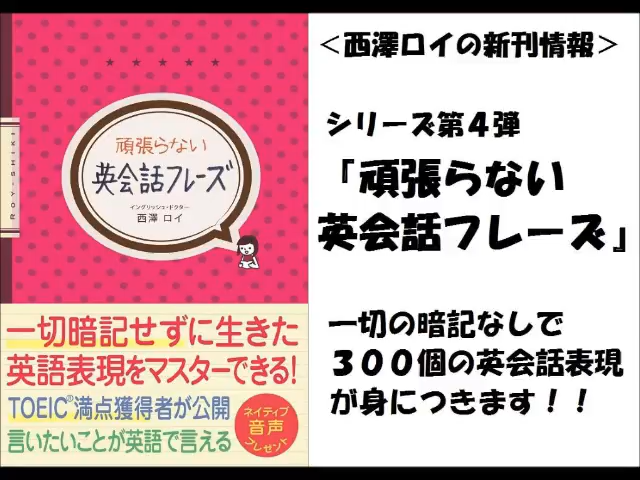 ★★★★★
ROY-SHIKI
頑張らない
英会話フレーズ
イングリッシュ・ドクター
西澤 ロイ
一切暗記せずに生きた
英語表現をマスターできる!
TOEIC®満点獲得者が公開
言いたいことが英語で言える
ネイティブ
音声
プレゼント
＜西澤ロイの新刊情報＞
シリーズ第４弾
『頑張らない
英会話フレーズ』
一切の暗記なしで
３００個の英会話表現
が身につきます！！